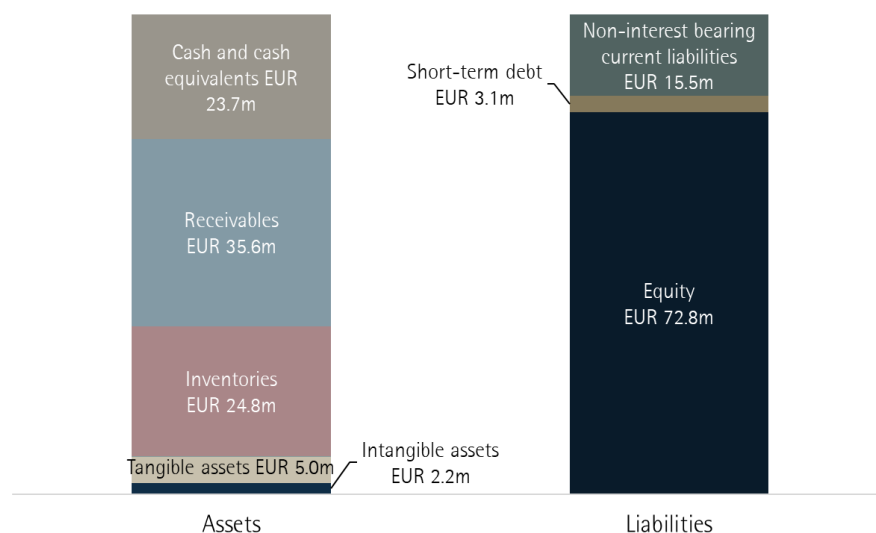 Cash and cash
equivalents EUR
23.7m
Receivables
EUR 35.6m
Inventories
EUR 24.8m
Tangible assets EUR 5.0m
Intangible assets
EUR 2.2m
Assets
Non-interest bearing
current liabilities
EUR 15.5m
Short-term debt
EUR 3.1m
Equity
EUR 72.8m
Liabilities